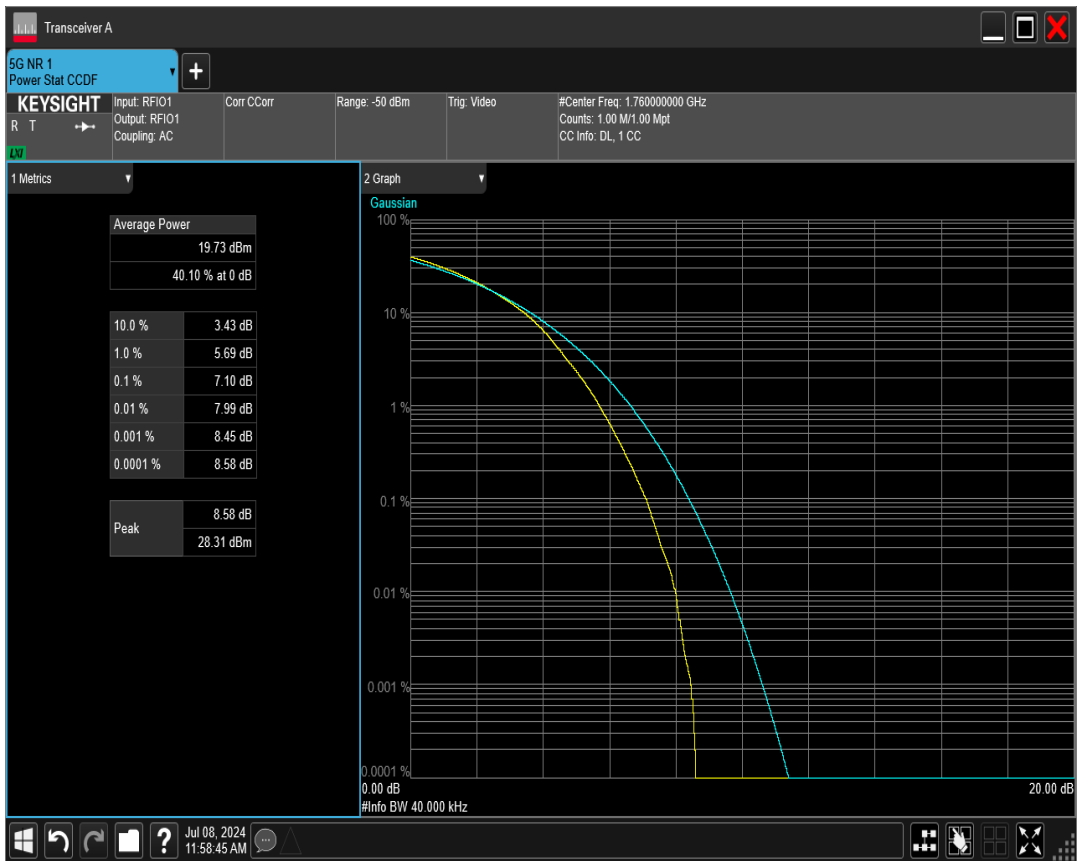 Transceiver A
5G NR 1
Power Stat CCDF
KEYSIGHT
R T
LXI
Input: RFIO1
Output: RFIO1
Coupling: AC
Corr CCorr
Range: -50 dBm
Trig: Video
#Center Freq: 1.760000000 GHz
Counts: 1.00 M/1.00 Mpt
CC Info: DL, 1 CC
1 Metrics
Average Power
19.73 dBm
40.10 % at 0 dB
10.0 % 3.43 dB
1.0 % 5.69 dB
0.1 % 7.10 dB
0.01 % 7.99 dB
0.001 % 8.45 dB
0.0001 % 8.58 dB
Peak
8.58 dB
28.31 dBm
2 Graph
Gaussian
100 %
10 %
1 %
0.1 %
0.01 %
0.001 %
0.0001 %
0.00 dB 20.00 dB
#Info BW 40.000 kHz
?
Jul 08, 2024
11:58:45 AM